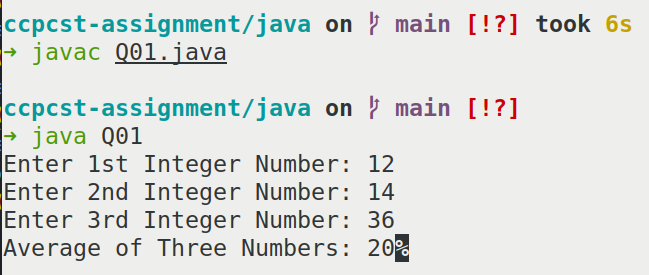 ccpcst-assignment/java on  main [!?] took 6s
➜ javac Q01.java
ccpcst-assignment/java on  main [!?]
➜ java Q01
Enter 1st Integer Number: 12
Enter 2nd Integer Number: 14
Enter 3rd Integer Number: 36
Average of Three Numbers: 20%